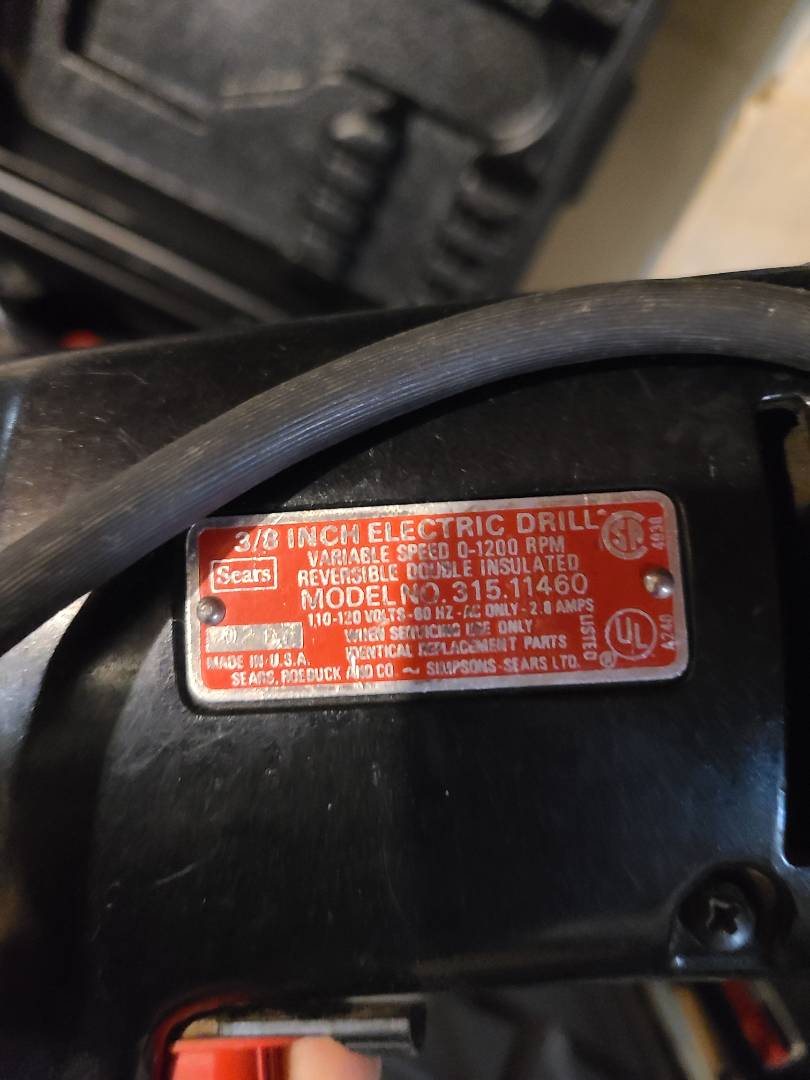 3/8 INCH ELECTRIC DRILL
VARIABLE SPEED 0-1200 RPM
Sears
REVERSIBLE DOUBLE INSULATED
MODEL NO. 315.11460
110-120 VOLTS-60 HZ-AC ONLY-2.8 AMPS
WHEN SERVICING USE ONLY
IDENTICAL REPLACEMENT PARTS
MADE IN U.S.A.
SEARS, ROEBUCK AND CO. ~ SIMPSONS-SEARS LTD.
UL
®
LISTED
A240